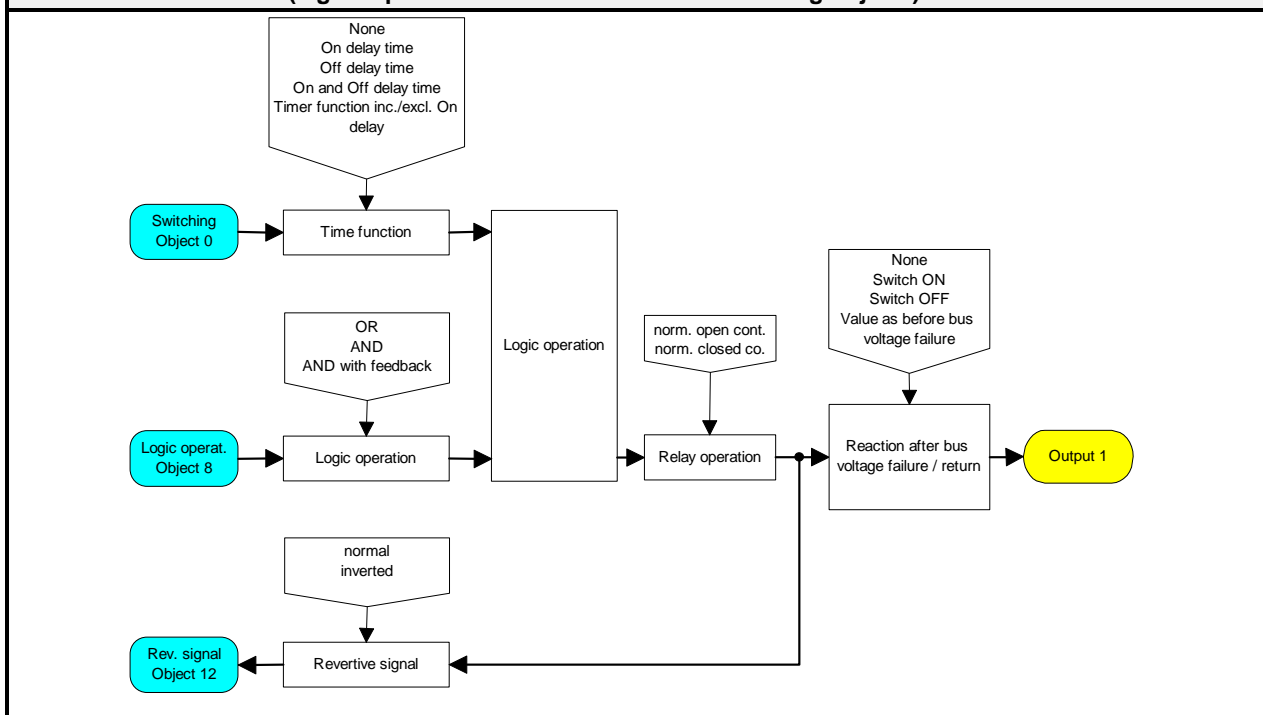 None
On delay time
Off delay time
On and Off delay time
Timer function inc./excl. On
delay
Switching
Object 0
Time function
OR
AND
AND with feedback
Logic operation
norm. open cont.
norm. closed co.
None
Switch ON
Switch OFF
Value as before bus
voltage failure
Logic operat.
Object 8
Logic operation
Relay operation
Reaction after bus
voltage failure / return
Output 1
normal
inverted
Rev. signal
Object 12
Revertive signal